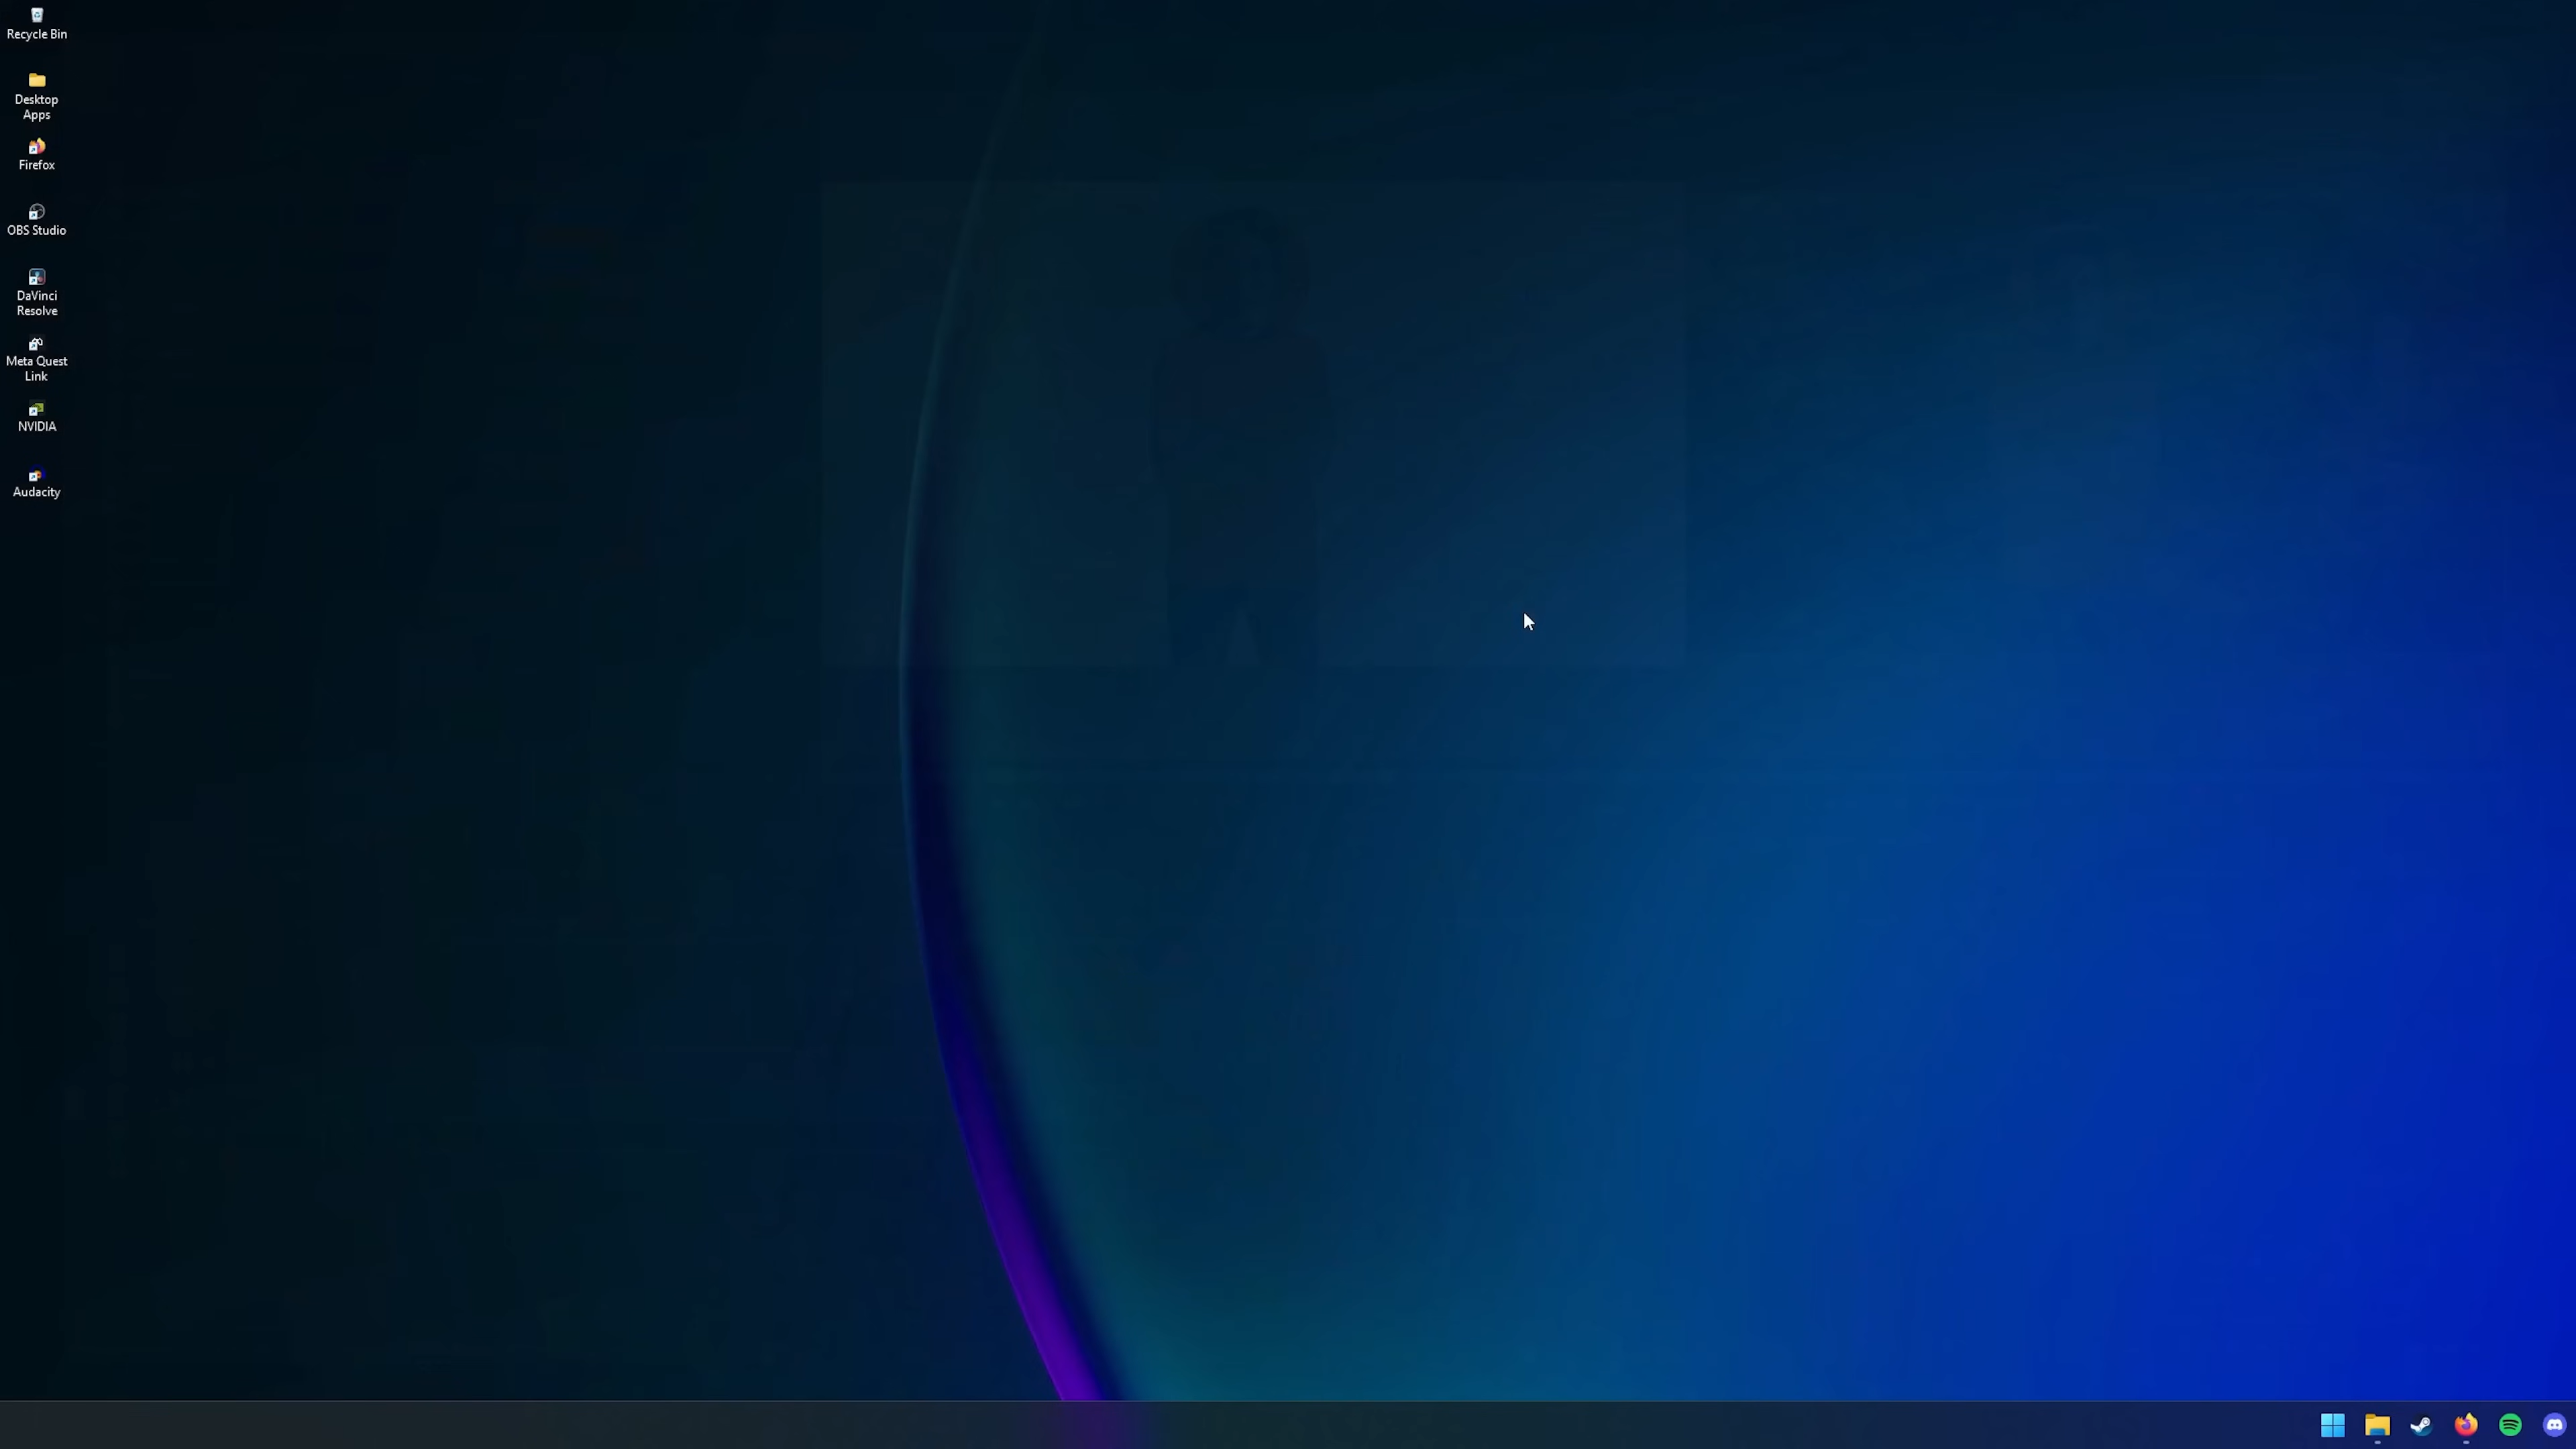 Recycle Bin
Desktop
Apps
Firefox
OBS Studio
DaVinci
Resolve
Meta Quest
Link
NVIDIA
Audacity